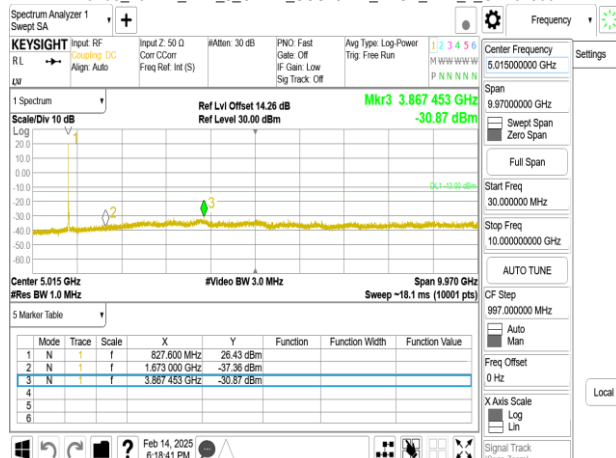 Spectrum Analyzer 1
Swept SA
Frequency
KEYSIGHT
RL
Input: RF
Coupling: DC
Align: Auto
Input Z: 50 Ω
Corr CCorr
Freq Ref: Int (S)
#Atten: 30 dB
PNO: Fast
Gate: Off
IF Gain: Low
Sig Track: Off
Avg Type: Log-Power
Trig: Free Run
1 2 3 4 5 6
M W W W W W
P N N N N N
Center Frequency
5.015000000 GHz
Settings
1 Spectrum
Scale/Div 10 dB
Log
Ref Lvl Offset 14.26 dB
Ref Level 30.00 dBm
Mkr3 3.867 453 GHz
-30.87 dBm
Span
9.97000000 GHz
Swept Span
Zero Span
Full Span
20.0
10.0
0.00
-10.0
-20.0
-30.0
-40.0
-50.0
-60.0
1
2
3
DL1 -13.00 dBm
Start Freq
30.000000 MHz
Stop Freq
10.000000000 GHz
AUTO TUNE
Center 5.015 GHz
#Res BW 1.0 MHz
#Video BW 3.0 MHz
Span 9.970 GHz
Sweep ~18.1 ms (10001 pts)
CF Step
997.000000 MHz
Auto
Man
5 Marker Table
Mode Trace Scale X Y Function Function Width Function Value
1 N 1 f 827.600 MHz 26.43 dBm
2 N 1 f 1.673 000 GHz -37.36 dBm
3 N 1 f 3.867 453 GHz -30.87 dBm
4
5
6
Freq Offset
0 Hz
X Axis Scale
Log
Lin
Local
Signal Track
Feb 14, 2025
6:18:41 PM